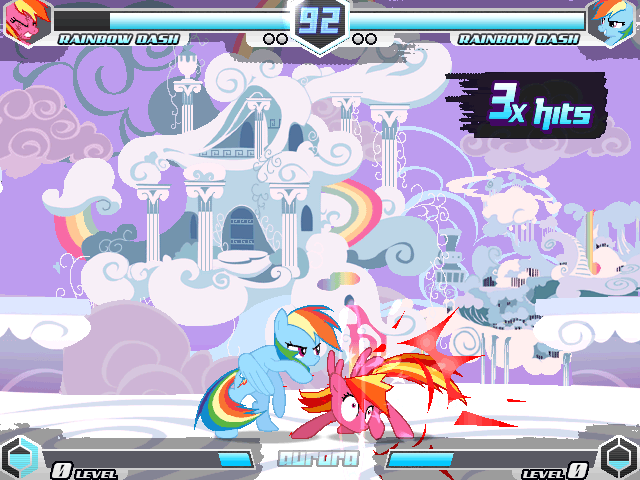 92
RAINBOW DASH
RAINBOW DASH
3x hits
0 LEVEL
aurora
LEVEL 0